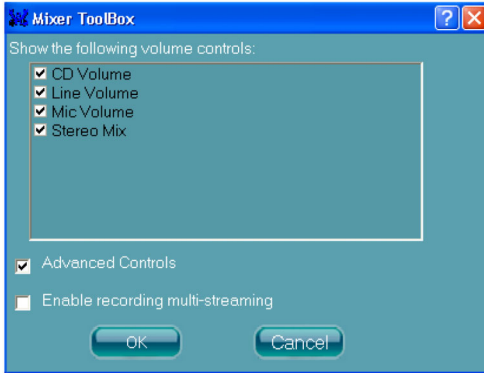 Mixer ToolBox
Show the following volume controls:
CD Volume
Line Volume
Mic Volume
Stereo Mix
Advanced Controls
Enable recording multi-streaming
OK
Cancel